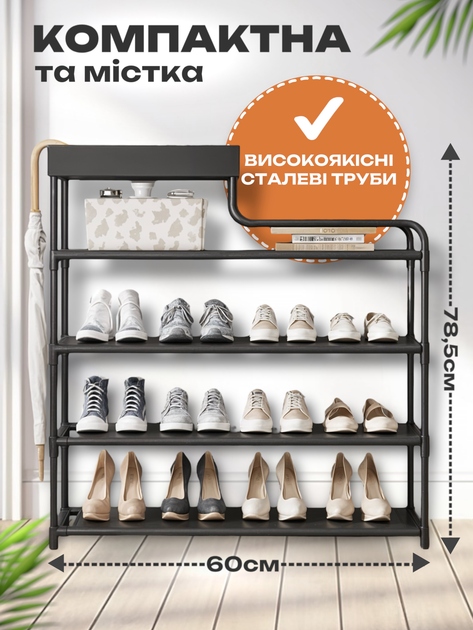 КОМПАКТНА
та містка
ВИСОКОЯКІСНІ
СТАЛЕВІ ТРУБИ
78,5см
60см